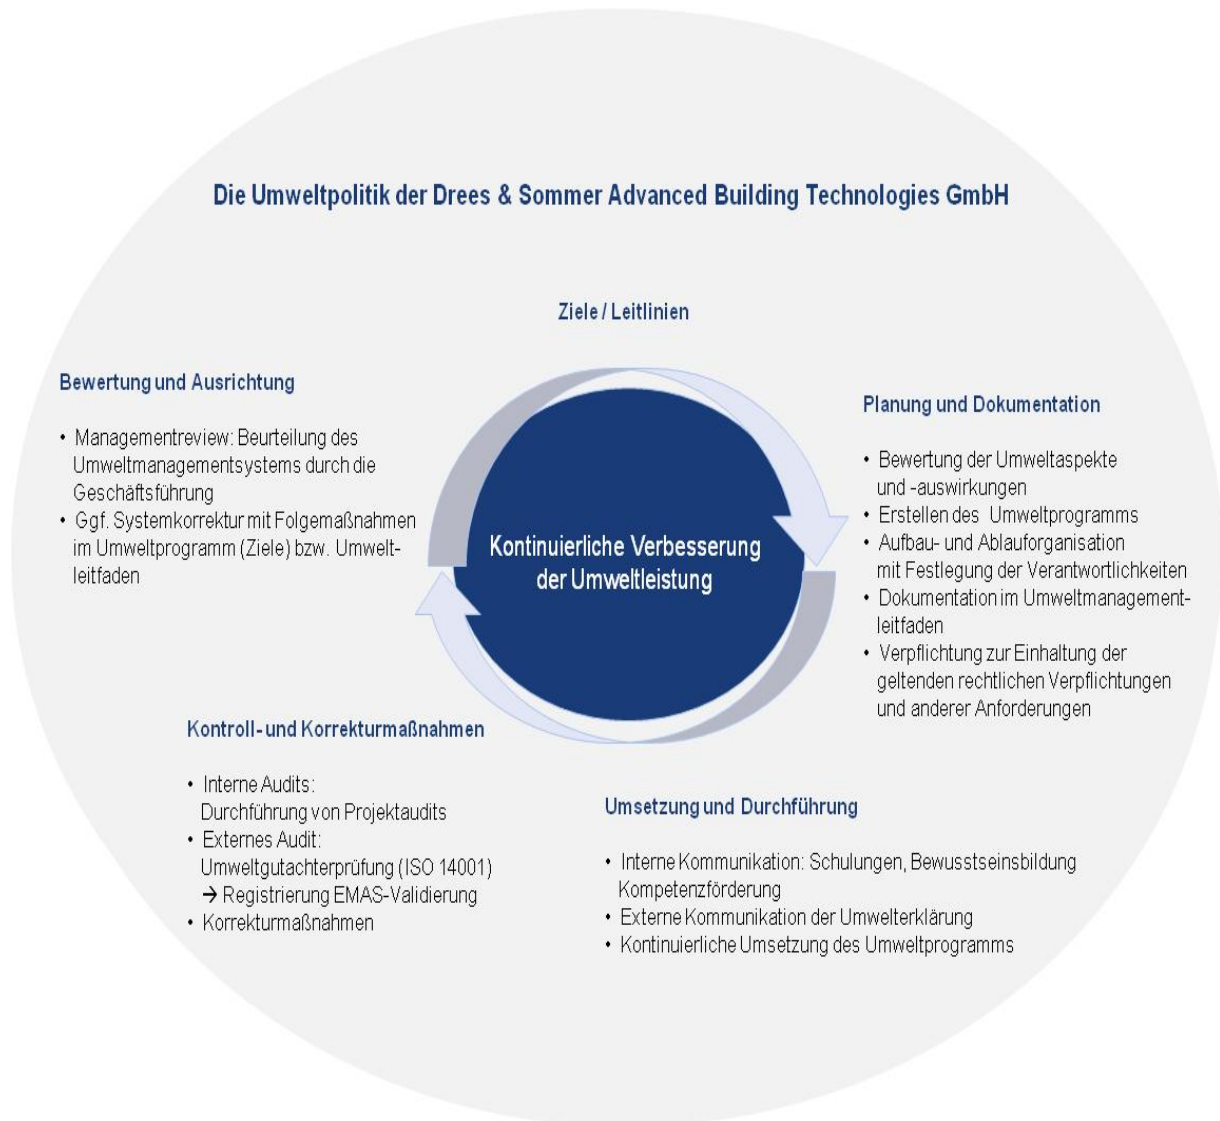 Die Umweltpolitik der Drees & Sommer Advanced Building Technologies GmbH
Ziele / Leitlinien
Bewertung und Ausrichtung
• Managementreview: Beurteilung des
Umweltmanagementsystems durch die
Geschäftsführung
• Ggf. Systemkorrektur mit Folgemaßnahmen
im Umweltprogramm (Ziele) bzw. Umwelt-
leitfaden
Planung und Dokumentation
• Bewertung der Umweltaspekte
und -auswirkungen
• Erstellen des Umweltprogramms
• Aufbau- und Ablauforganisation
mit Festlegung der Verantwortlichkeiten
• Dokumentation im Umweltmanagement-
leitfaden
• Verpflichtung zur Einhaltung der
geltenden rechtlichen Verpflichtungen
und anderer Anforderungen
Kontinuierliche Verbesserung
der Umweltleistung
Kontroll- und Korrekturmaßnahmen
• Interne Audits:
Durchführung von Projektaudits
• Externes Audit:
Umweltgutachterprüfung (ISO 14001)
→ Registrierung EMAS-Validierung
• Korrekturmaßnahmen
Umsetzung und Durchführung
• Interne Kommunikation: Schulungen, Bewusstseinsbildung
Kompetenzförderung
• Externe Kommunikation der Umwelterklärung
• Kontinuierliche Umsetzung des Umweltprogramms